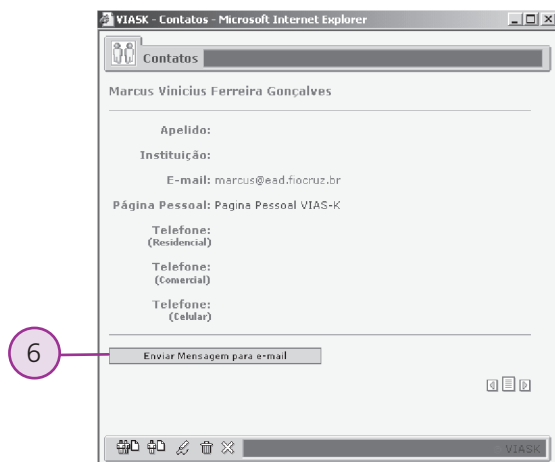 VIASK - Contatos - Microsoft Internet Explorer
Contatos
Marcus Vinicius Ferreira Gonçalves
Apelido:
Instituição:
E-mail: marcus@ead.fiocruz.br
Página Pessoal: Pagina Pessoal VIAS-K
Telefone:
(Residencial)
Telefone:
(Comercial)
Telefone:
(Celular)
6
Enviar Mensagem para e-mail
VIASK